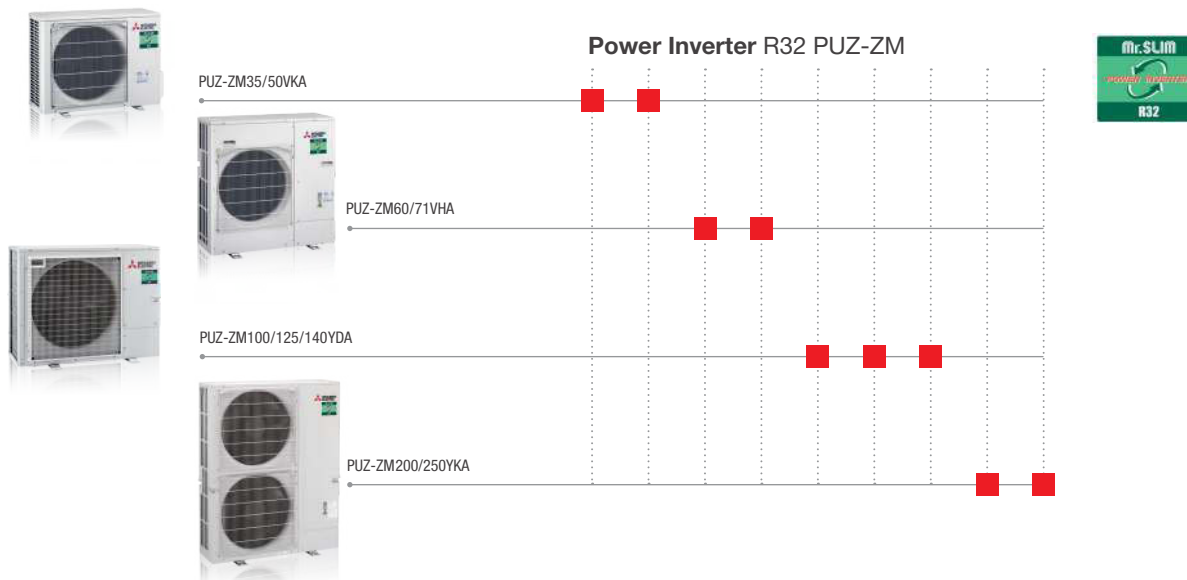 Power Inverter R32 PUZ-ZM
Mr.SLIM
POWER INVERTER
R32
PUZ-ZM35/50VKA
PUZ-ZM60/71VHA
PUZ-ZM100/125/140YDA
PUZ-ZM200/250YKA